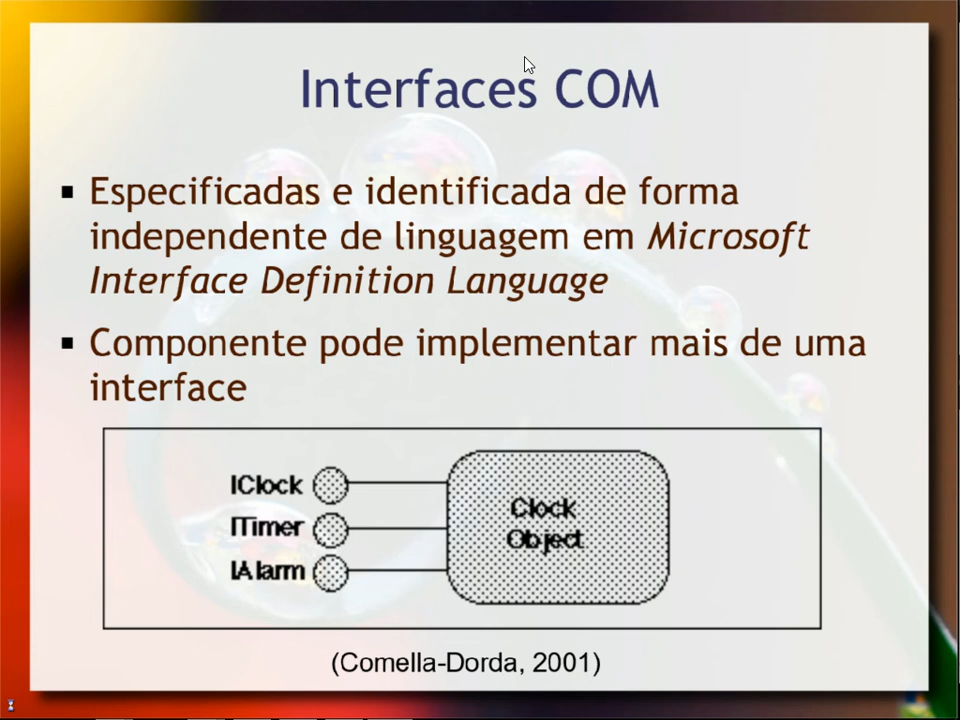 Interfaces COM
Especificadas e identificada de forma
independente de linguagem em Microsoft
Interface Definition Language
Componente pode implementar mais de uma
interface
IClock
ITimer
IAlarm
Clock
Object
(Comella-Dorda, 2001)